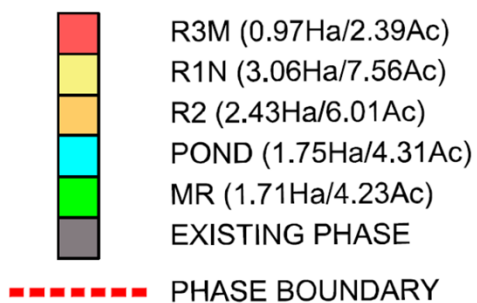 R3M (0.97Ha/2.39Ac)
R1N (3.06Ha/7.56Ac)
R2 (2.43Ha/6.01Ac)
POND (1.75Ha/4.31Ac)
MR (1.71Ha/4.23Ac)
EXISTING PHASE
PHASE BOUNDARY